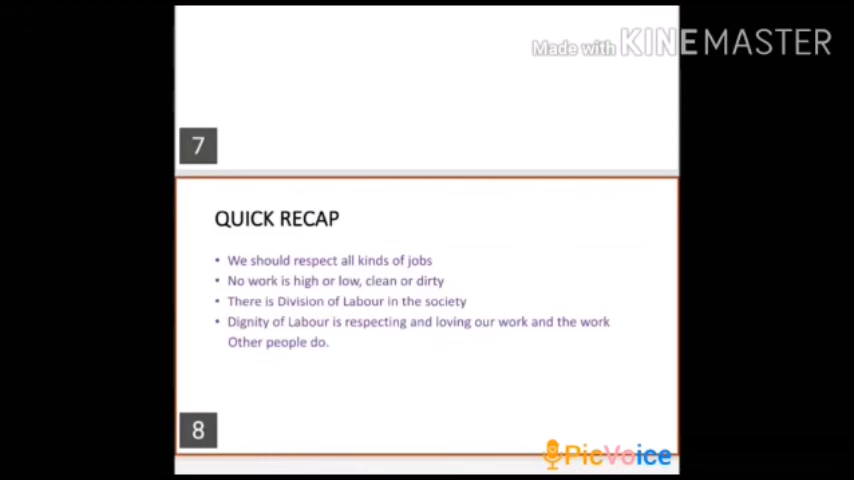 Made with KINEMASTER
7
QUICK RECAP
• We should respect all kinds of jobs
• No work is high or low, clean or dirty
• There is Division of Labour in the society
• Dignity of Labour is respecting and loving our work and the work
Other people do.
8
PicVoice